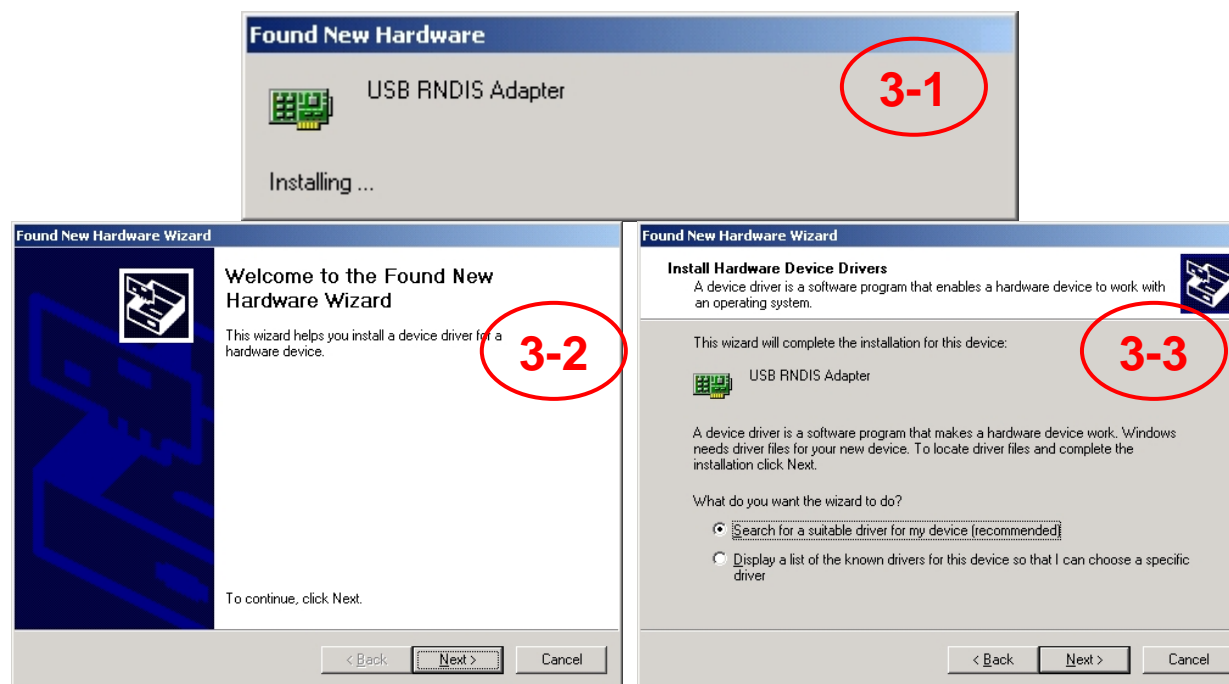 Found New Hardware
USB RNDIS Adapter
3-1
Installing ...
Found New Hardware Wizard
Welcome to the Found New
Hardware Wizard
This wizard helps you install a device driver for a
hardware device.
3-2
To continue, click Next.
< Back
Next >
Cancel
Found New Hardware Wizard
Install Hardware Device Drivers
A device driver is a software program that enables a hardware device to work with
an operating system.
This wizard will complete the installation for this device:
3-3
USB RNDIS Adapter
A device driver is a software program that makes a hardware device work. Windows
needs driver files for your new device. To locate driver files and complete the
installation click Next.
What do you want the wizard to do?
Search for a suitable driver for my device (recommended)
Display a list of the known drivers for this device so that I can choose a specific
driver
< Back
Next >
Cancel